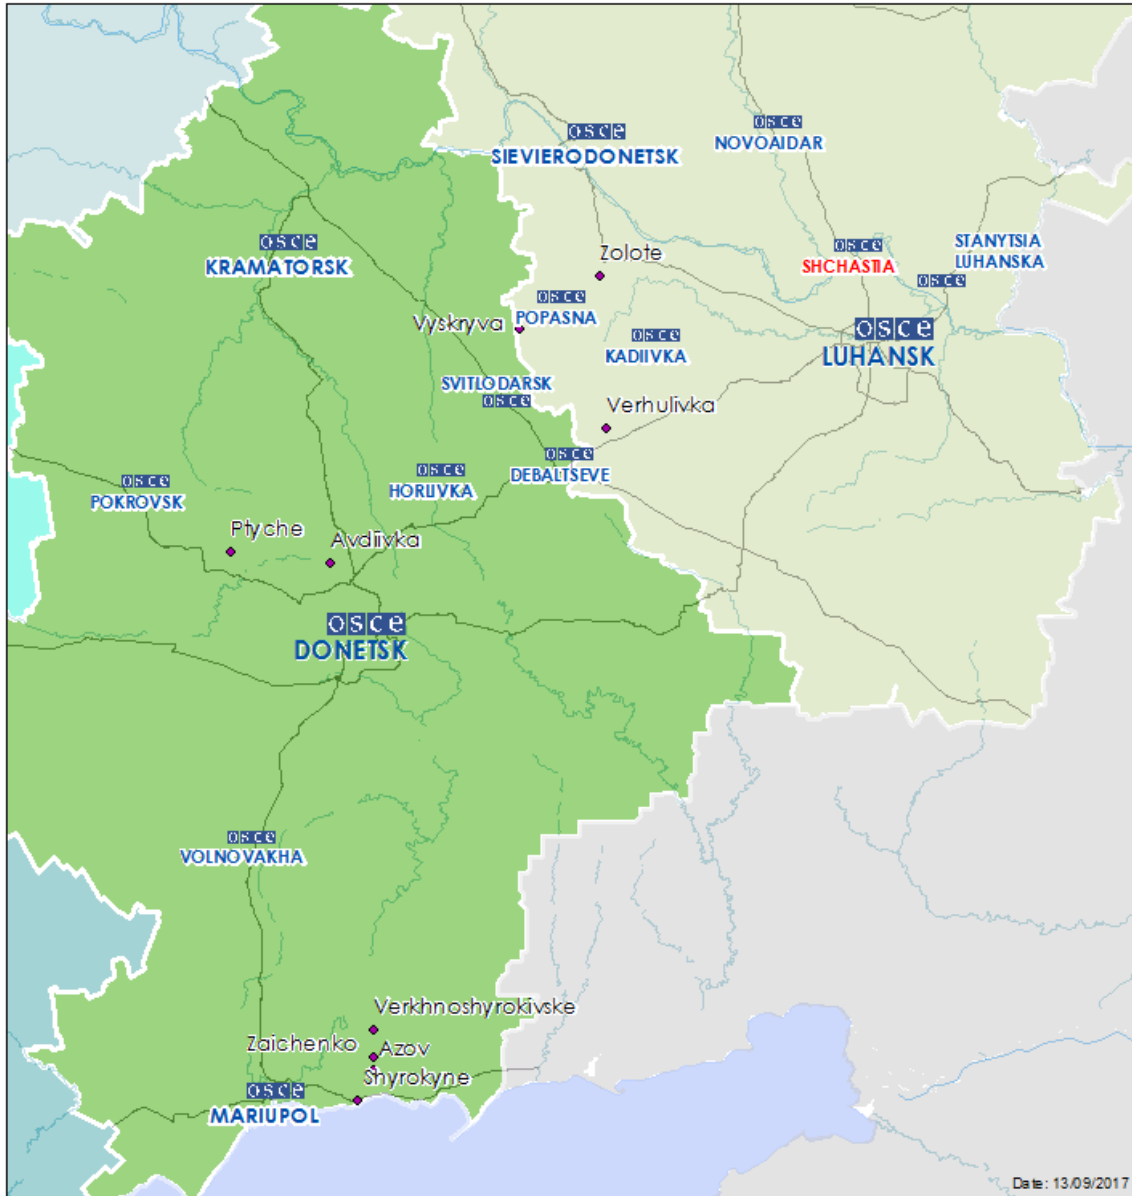 osce
NOVOAIDAR
osce
SIEVIERODONETSK
osce
KRAMATORSK
Zolote
osce
SHCHASTIA
STANYTSIA
LUHANSKA
osce
osce
POPASNA
Vyskryva
osce
KADIIVKA
osce
LUHANSK
SVITLODARSK
osce
Verhulivka
osce
DEBALTSEVE
osce
HORLIVKA
osce
POKROVSK
Ptyche
Avdiivka
osce
DONETSK
osce
VOLNOVAKHA
Verkhnoshyrokivske
Zaichenko
Azov
Shyrokyne
osce
MARIUPOL
Date: 13/09/2017